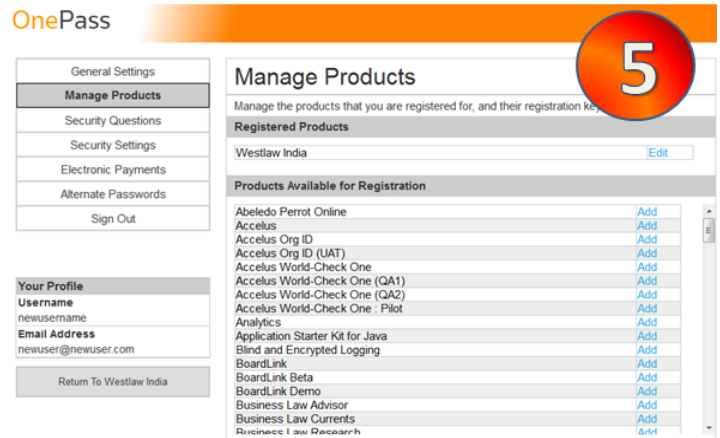 OnePass
5
General Settings
Manage Products
Security Questions
Security Settings
Electronic Payments
Alternate Passwords
Sign Out
Your Profile
Username
newusername
Email Address
newuser@newuser.com
Return To Westlaw India
Manage Products
Manage the products that you are registered for, and their registration
Registered Products
Westlaw India Edit
Products Available for Registration
Abeledo Perrot Online Add
Accelus Add
Accelus Org ID Add
Accelus Org ID (UAT) Add
Accelus World-Check One Add
Accelus World-Check One (QA1) Add
Accelus World-Check One (QA2) Add
Accelus World-Check One : Pilot Add
Analytics Add
Application Starter Kit for Java Add
Blind and Encrypted Logging Add
BoardLink Add
BoardLink Beta Add
BoardLink Demo Add
Business Law Advisor Add
Business Law Currents Add
Business Law Research Add